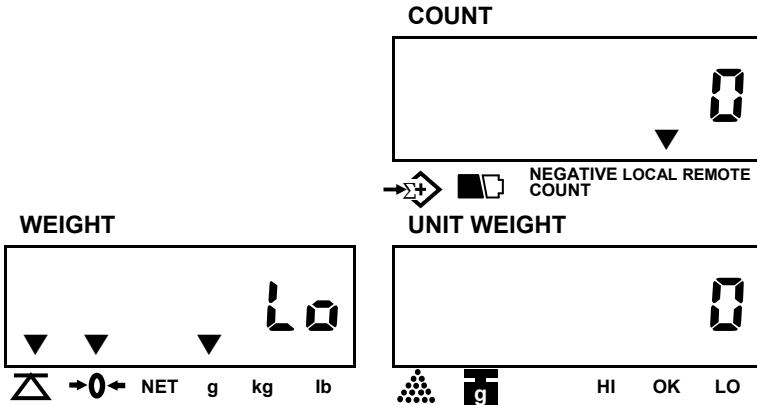 COUNT
0
Σ+ NEGATIVE LOCAL REMOTE
COUNT
WEIGHT
Lo
→0← NET g kg lb
UNIT WEIGHT
0
g HI OK LO